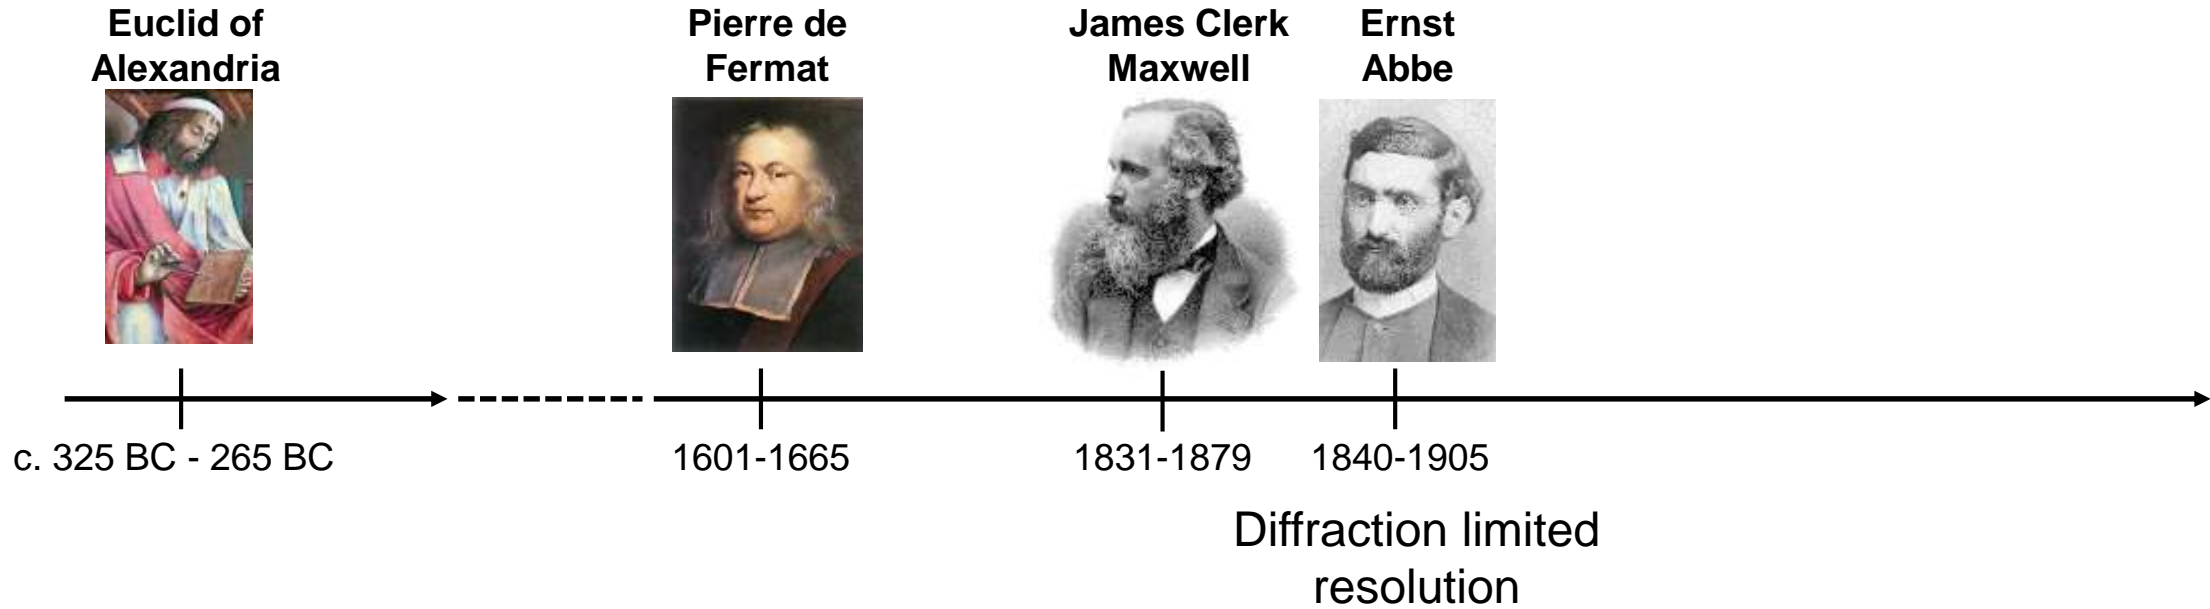 Euclid of
Alexandria
Pierre de
Fermat
James Clerk
Maxwell
Ernst
Abbe
c. 325 BC - 265 BC
1601-1665
1831-1879
1840-1905
Diffraction limited
resolution